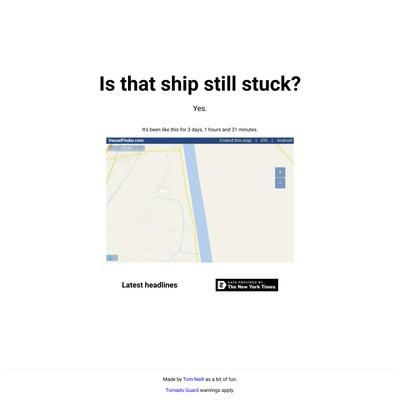 Is that ship still stuck?
Yes.
It's been like this for 3 days, 1 hours and 21 minutes.
VesselFinder.com
Embed this map | iOS | Android
+
−
Latest headlines
DATA PROVIDED BY
The New York Times
Made by Tom Neill as a bit of fun.
Tornado Guard warnings apply.